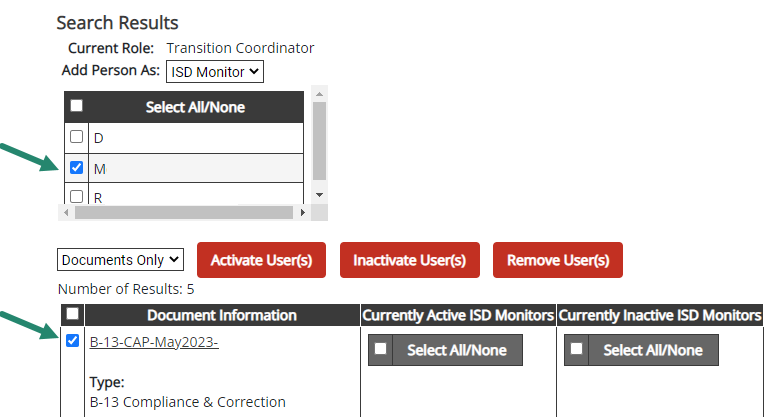 Search Results
Current Role: Transition Coordinator
Add Person As: ISD Monitor
Select All/None
D
M
R
Documents Only Activate User(s) Inactivate User(s) Remove User(s)
Number of Results: 5
Document Information Currently Active ISD Monitors Currently Inactive ISD Monitors
B-13-CAP-May2023- Select All/None Select All/None
Type:
B-13 Compliance & Correction